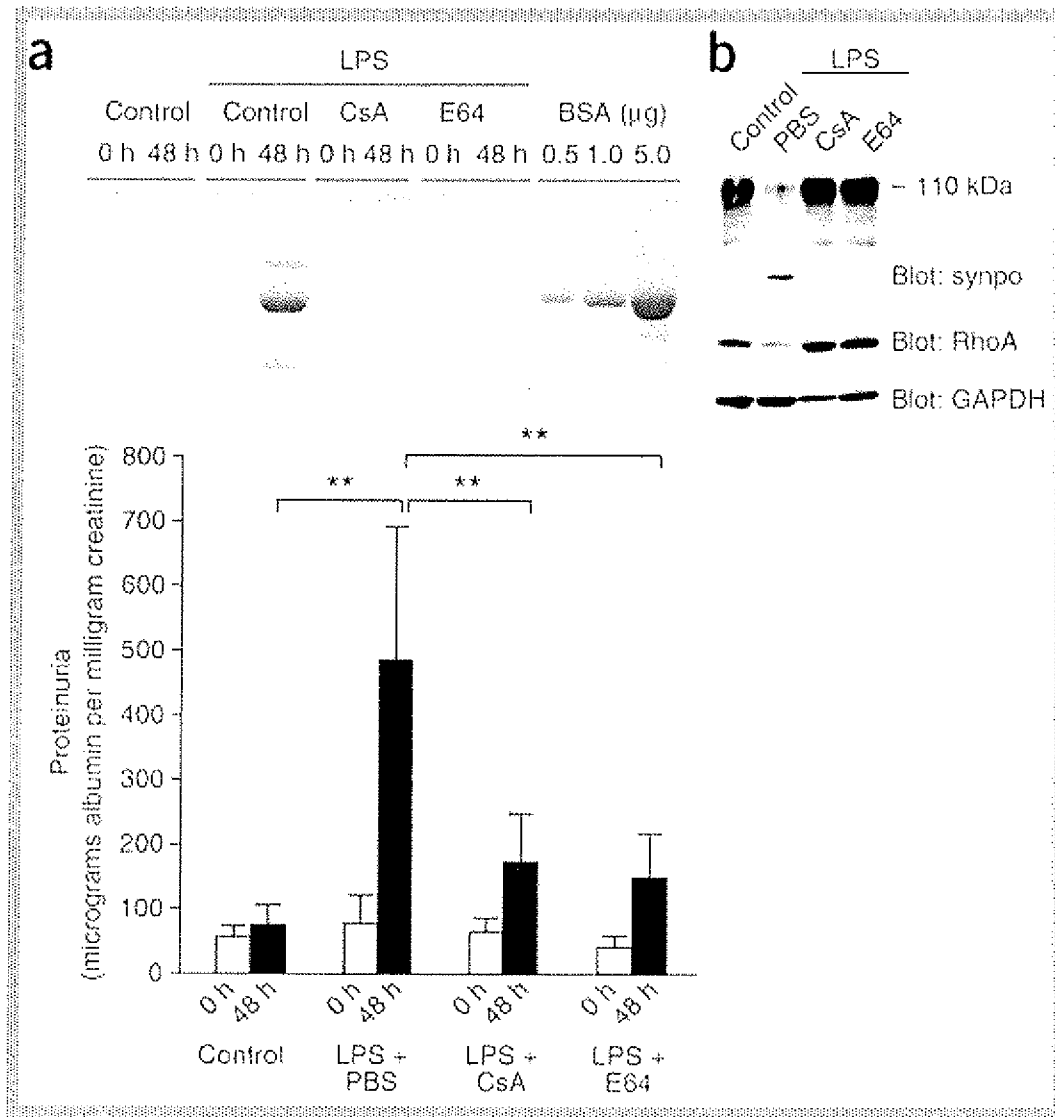 a
LPS
Control Control CsA E64 BSA (µg)
0 h 48 h 0 h 48 h 0 h 48 h 0 h 48 h 0.5 1.0 5.0
b
LPS
Control PBS CsA E64
– 110 kDa
Blot: synpo
Blot: RhoA
Blot: GAPDH
Proteinuria
(micrograms albumin per milligram creatinine)
800
700
600
500
400
300
200
100
0
** ** **
0 h 48 h 0 h 48 h 0 h 48 h 0 h 48 h
Control LPS + LPS + LPS +
PBS CsA E64